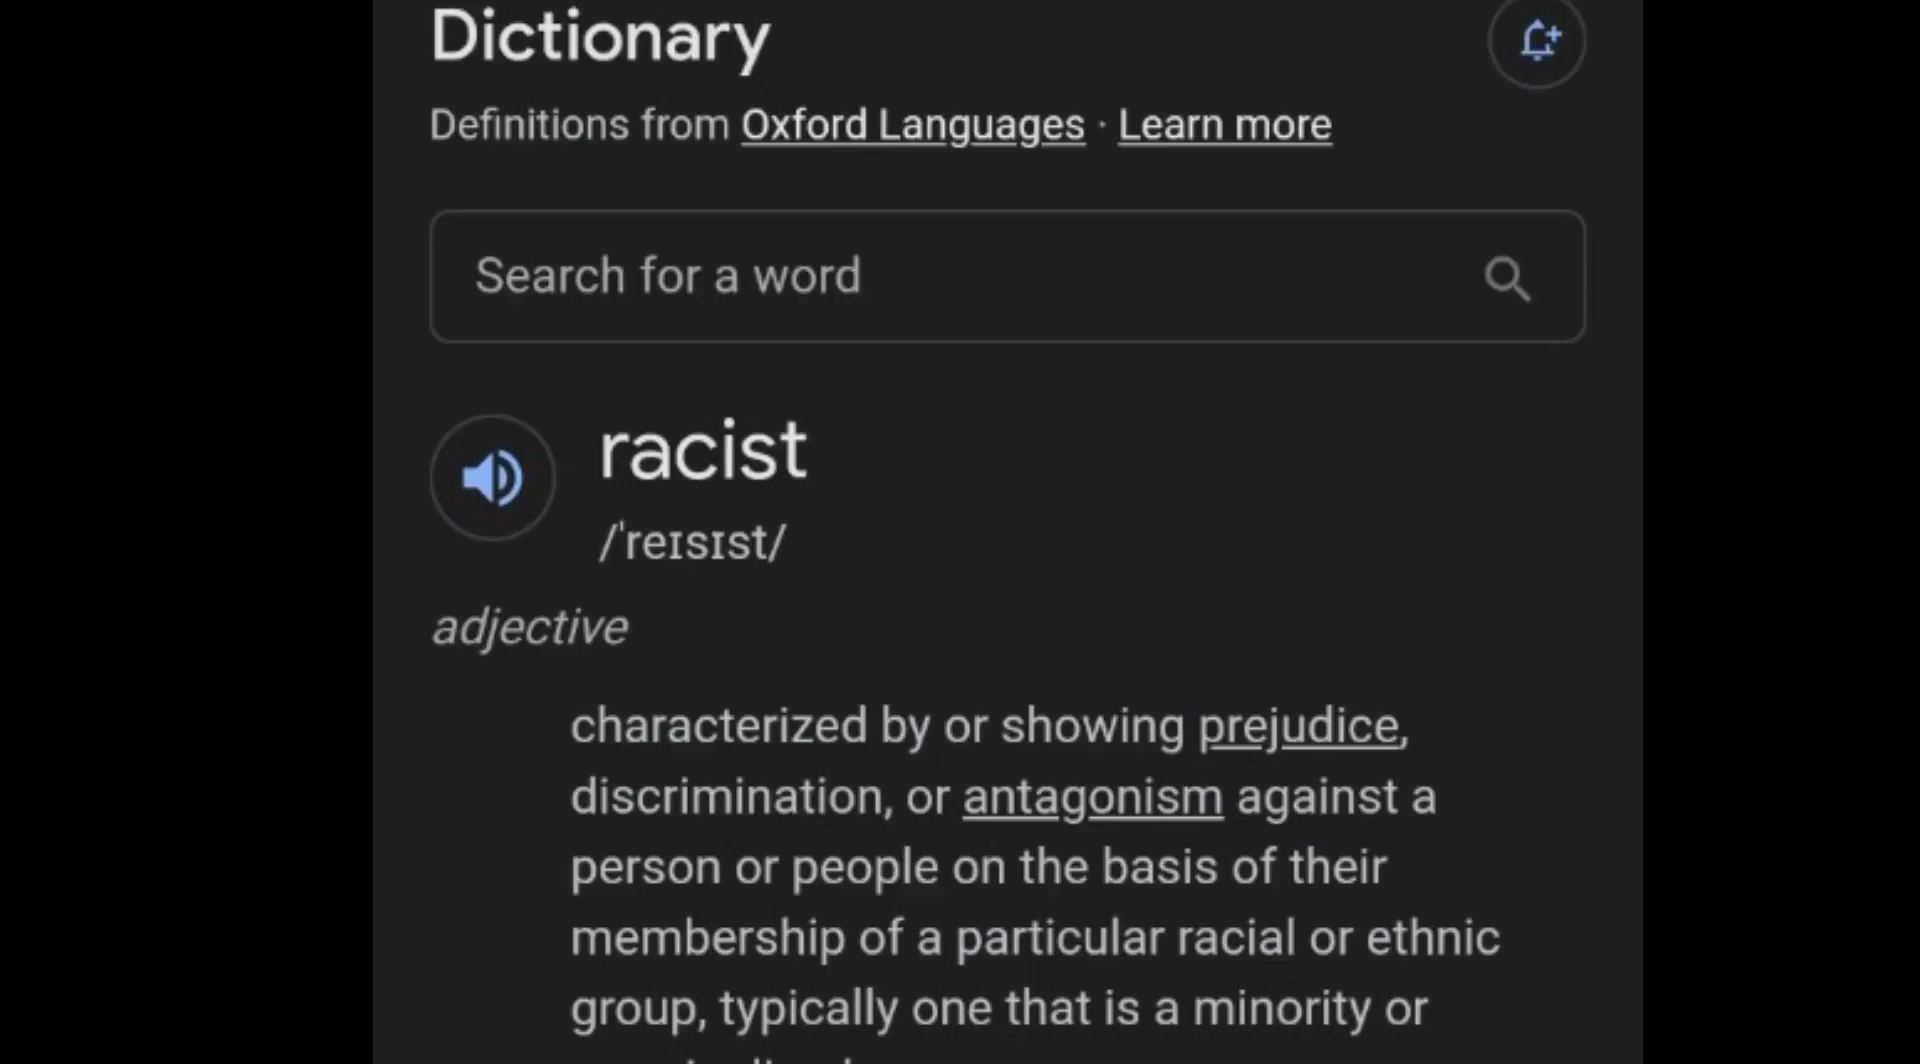 Dictionary
Definitions from Oxford Languages · Learn more
Search for a word
racist
/ˈreɪsɪst/
adjective
characterized by or showing prejudice,
discrimination, or antagonism against a
person or people on the basis of their
membership of a particular racial or ethnic
group, typically one that is a minority or